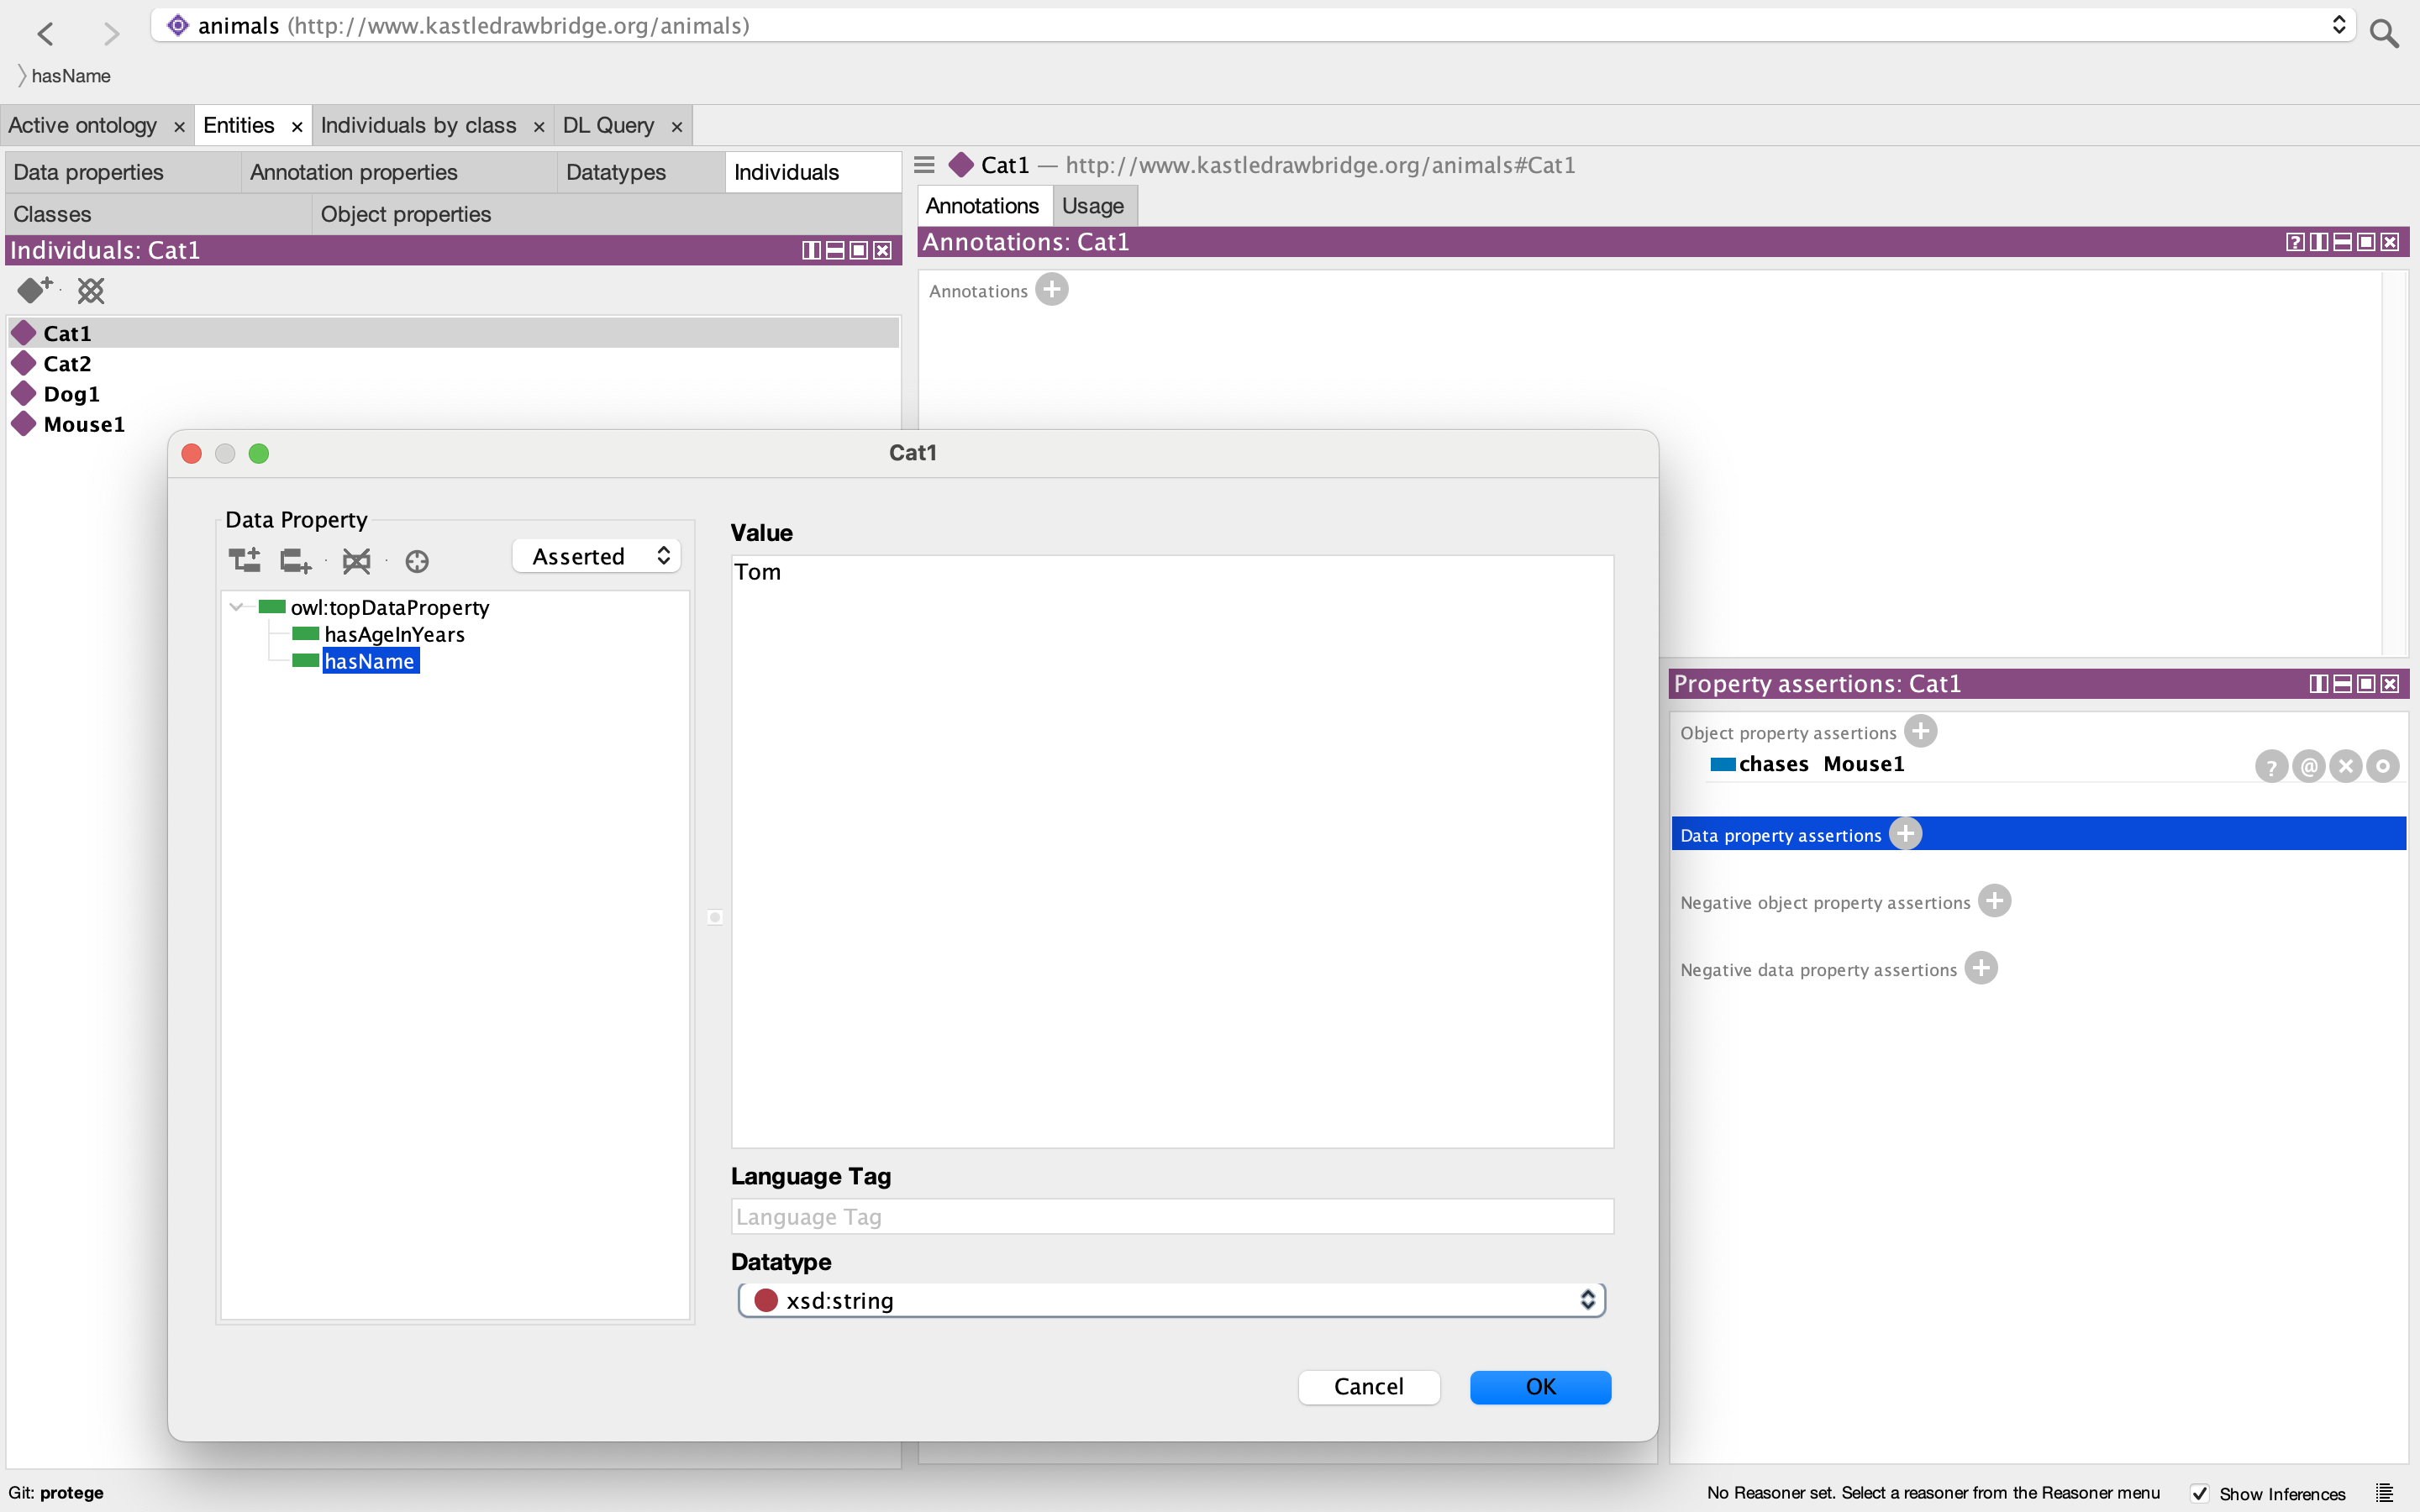 animals (http://www.kastledrawbridge.org/animals)
hasName
Active ontology × Entities × Individuals by class × DL Query ×
Data properties Annotation properties Datatypes Individuals
Classes Object properties
Individuals: Cat1
Cat1
Cat2
Dog1
Mouse1
Cat1 — http://www.kastledrawbridge.org/animals#Cat1
Annotations Usage
Annotations: Cat1
Annotations
Cat1
Data Property
Asserted
owl:topDataProperty
hasAgeInYears
hasName
Value
Tom
Language Tag
Language Tag
Datatype
xsd:string
Cancel OK
Property assertions: Cat1
Object property assertions
chases Mouse1
Data property assertions
Negative object property assertions
Negative data property assertions
Git: protege
No Reasoner set. Select a reasoner from the Reasoner menu Show Inferences